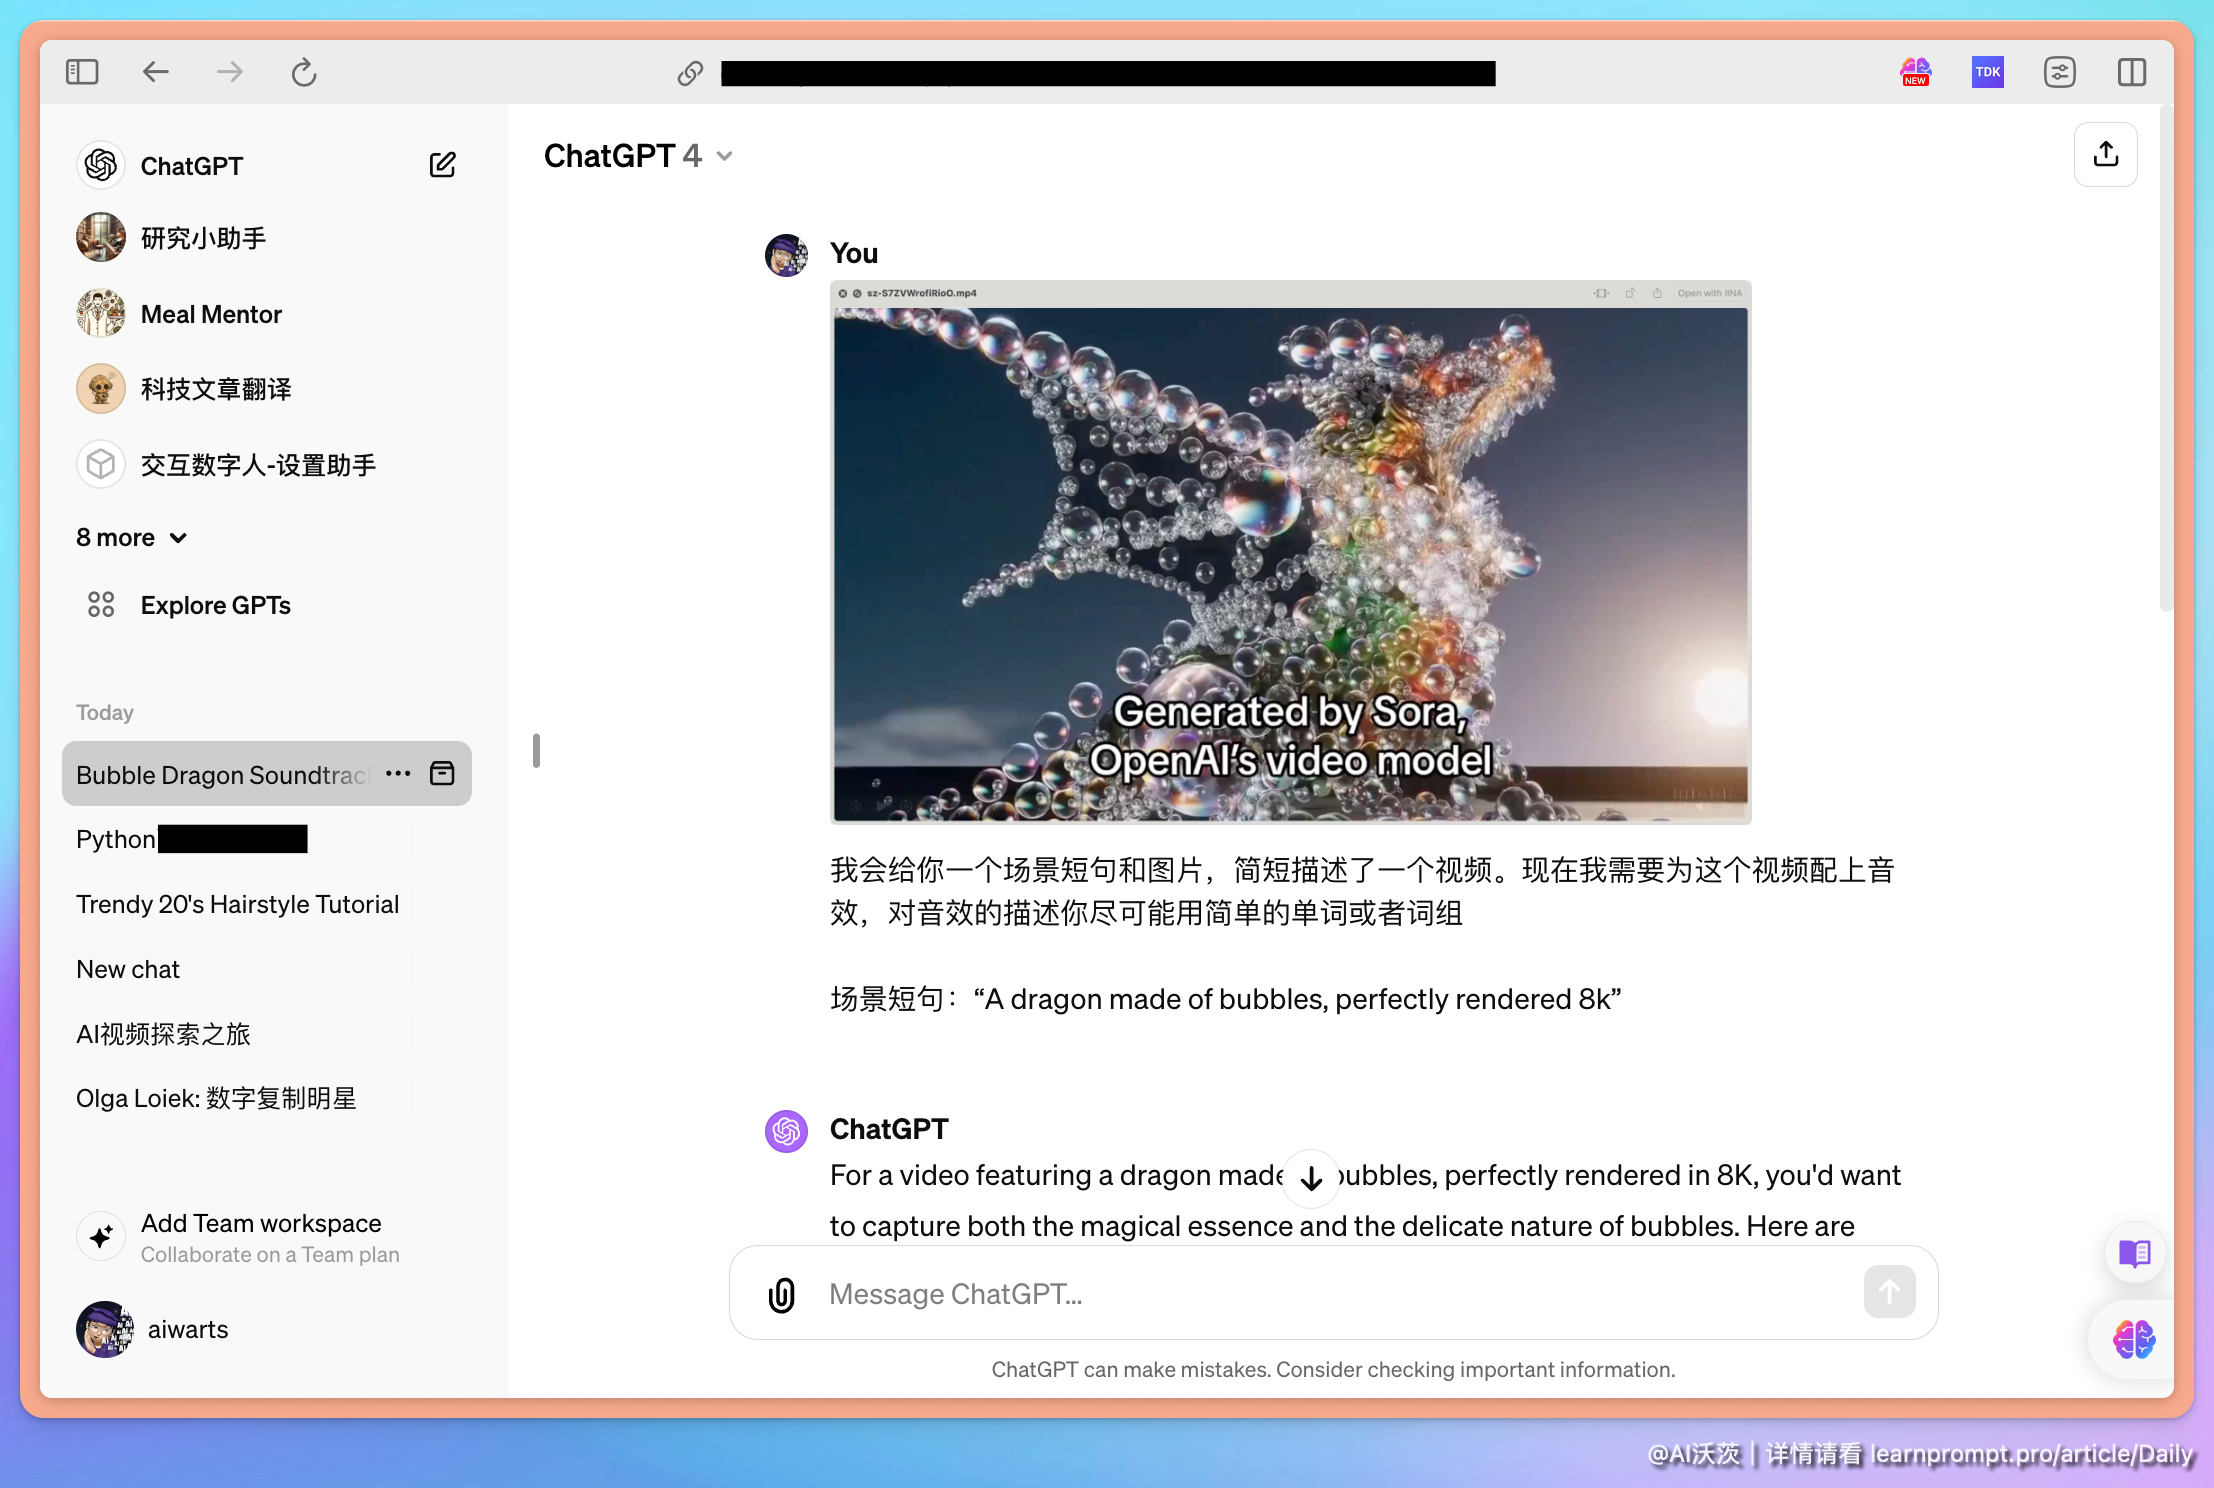 NEW
TDK
ChatGPT
研究小助手
Meal Mentor
科技文章翻译
交互数字人-设置助手
8 more
Explore GPTs
Today
Bubble Dragon Soundtrac
Python
Trendy 20's Hairstyle Tutorial
New chat
AI视频探索之旅
Olga Loiek: 数字复制明星
Add Team workspace
Collaborate on a Team plan
aiwarts
ChatGPT 4
You
sz-S7ZVWrofiRioO.mp4
Open with IINA
Generated by Sora,
OpenAI's video model
我会给你一个场景短句和图片，简短描述了一个视频。现在我需要为这个视频配上音
效，对音效的描述你尽可能用简单的单词或者词组
场景短句：“A dragon made of bubbles, perfectly rendered 8k”
ChatGPT
For a video featuring a dragon made bubbles, perfectly rendered in 8K, you'd want
to capture both the magical essence and the delicate nature of bubbles. Here are
Message ChatGPT...
ChatGPT can make mistakes. Consider checking important information.
@AI沃茨 | 详情请看 learnprompt.pro/article/Daily